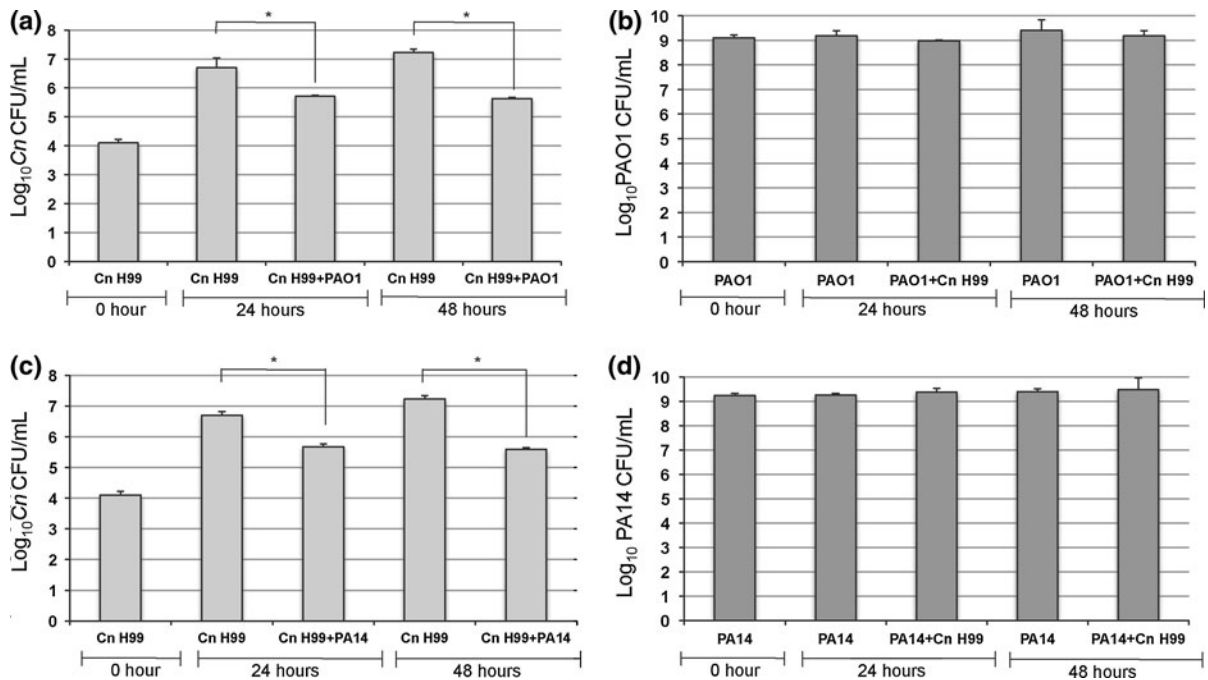 (a)
Log10Cn CFU/mL
8
7
6
5
4
3
2
1
0
* *
Cn H99 Cn H99 Cn H99+PAO1 Cn H99 Cn H99+PAO1
0 hour 24 hours 48 hours
(b)
Log10PAO1 CFU/mL
10
9
8
7
6
5
4
3
2
1
0
PAO1 PAO1 PAO1+Cn H99 PAO1 PAO1+Cn H99
0 hour 24 hours 48 hours
(c)
Log10Cn CFU/mL
8
7
6
5
4
3
2
1
0
* *
Cn H99 Cn H99 Cn H99+PA14 Cn H99 Cn H99+PA14
0 hour 24 hours 48 hours
(d)
Log10 PA14 CFU/mL
10
9
8
7
6
5
4
3
2
1
0
PA14 PA14 PA14+Cn H99 PA14 PA14+Cn H99
0 hour 24 hours 48 hours